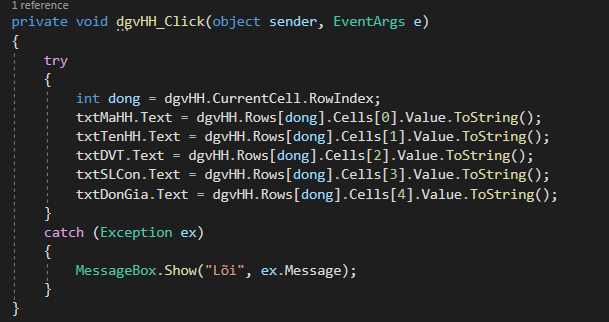 1 reference
private void dgvHH_Click(object sender, EventArgs e)
{
try
{
int dong = dgvHH.CurrentCell.RowIndex;
txtMaHH.Text = dgvHH.Rows[dong].Cells[0].Value.ToString();
txtTenHH.Text = dgvHH.Rows[dong].Cells[1].Value.ToString();
txtDVT.Text = dgvHH.Rows[dong].Cells[2].Value.ToString();
txtSLCon.Text = dgvHH.Rows[dong].Cells[3].Value.ToString();
txtDonGia.Text = dgvHH.Rows[dong].Cells[4].Value.ToString();
}
catch (Exception ex)
{
MessageBox.Show("Lõi", ex.Message);
}
}